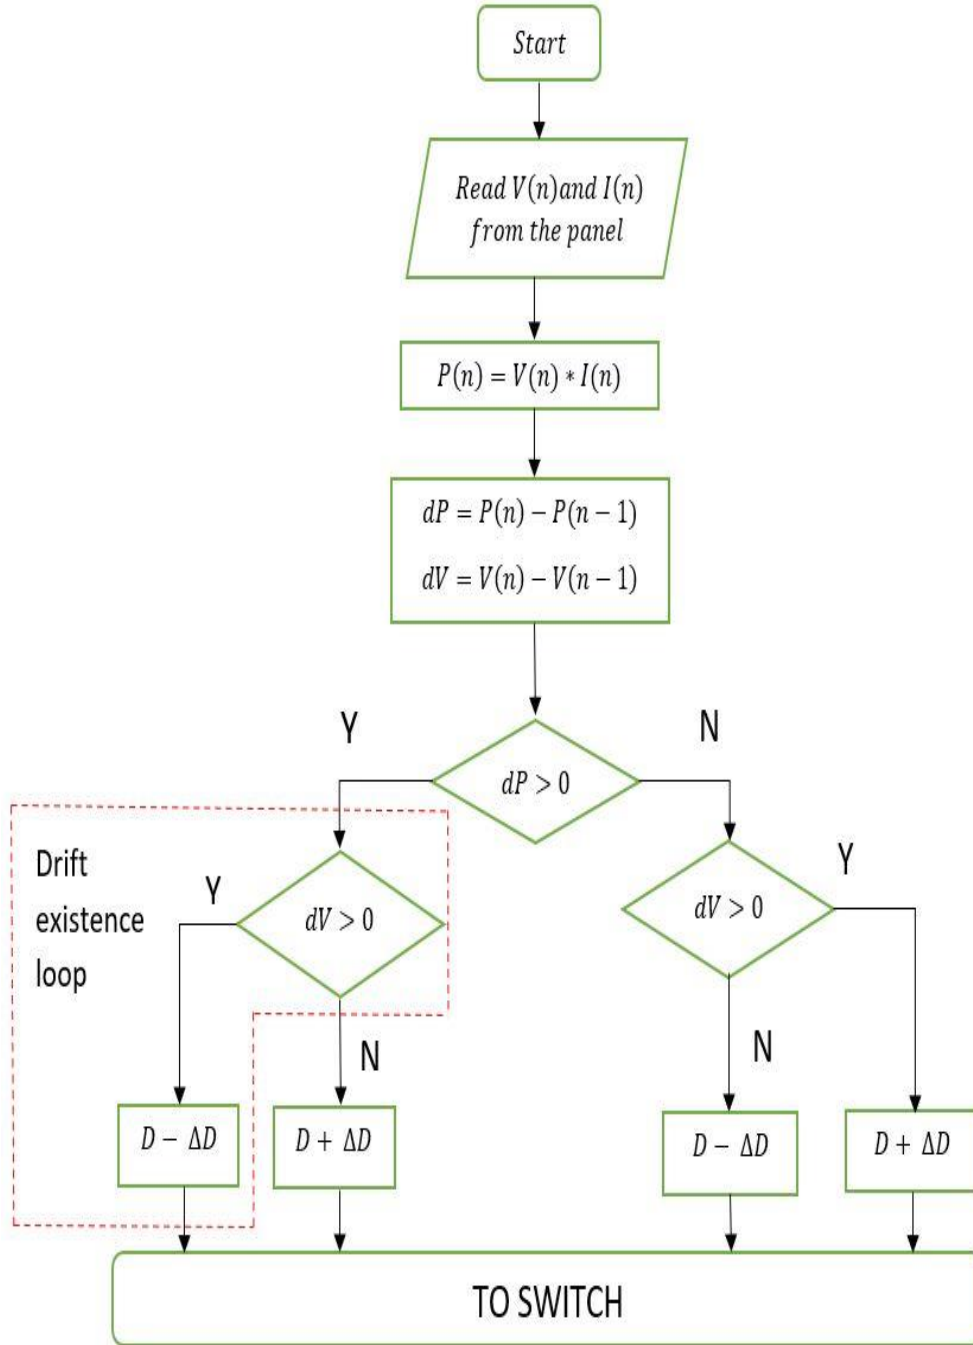 Start
Read V(n)and I(n)
from the panel
P(n) = V(n) ∗ I(n)
dP = P(n) − P(n − 1)
dV = V(n) − V(n − 1)
Y
N
dP > 0
Drift
existence
loop
Y
dV > 0
dV > 0
Y
N
N
D − ΔD
D + ΔD
D − ΔD
D + ΔD
TO SWITCH